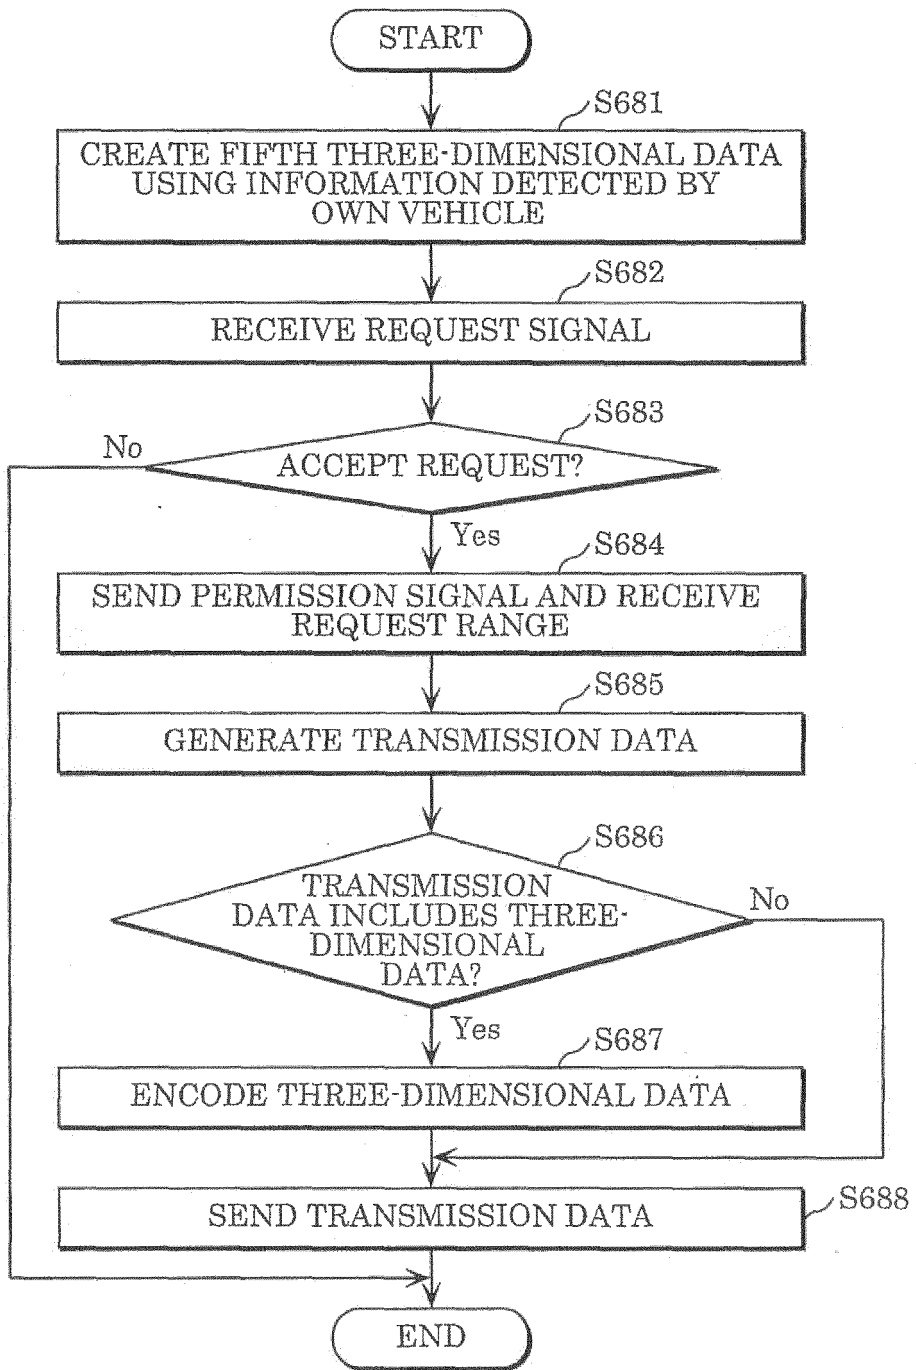 START
S681
CREATE FIFTH THREE-DIMENSIONAL DATA
USING INFORMATION DETECTED BY
OWN VEHICLE
S682
RECEIVE REQUEST SIGNAL
S683
No
ACCEPT REQUEST?
Yes
S684
SEND PERMISSION SIGNAL AND RECEIVE
REQUEST RANGE
S685
GENERATE TRANSMISSION DATA
S686
TRANSMISSION
DATA INCLUDES THREE-
DIMENSIONAL
DATA?
No
Yes
S687
ENCODE THREE-DIMENSIONAL DATA
S688
SEND TRANSMISSION DATA
END